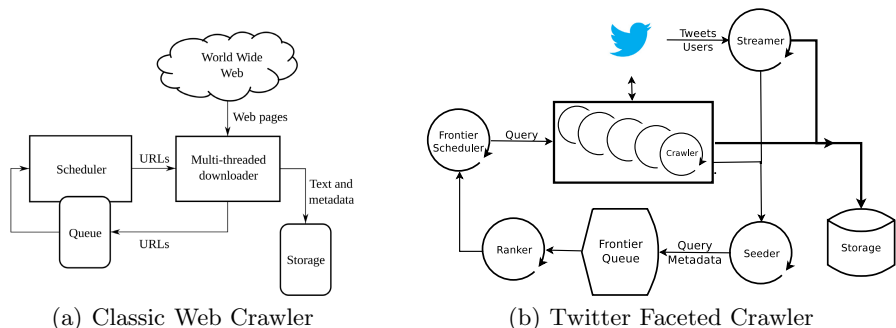 World Wide
Web
Web pages
Scheduler
URLs
Multi-threaded
downloader
Text and
metadata
Queue
URLs
Storage
(a) Classic Web Crawler
Tweets
Users
Streamer
Frontier
Scheduler
Query
Crawler
Ranker
Frontier
Queue
Query
Metadata
Seeder
Storage
(b) Twitter Faceted Crawler